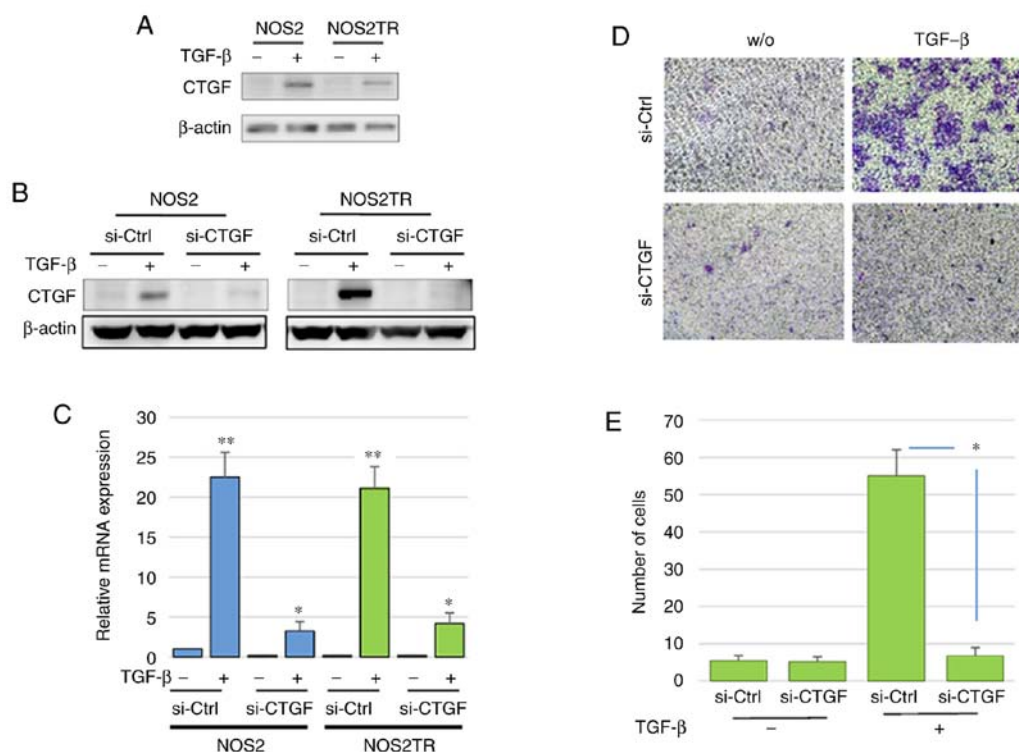 A
NOS2 NOS2TR
TGF-β − + − +
CTGF
β-actin
B
NOS2 NOS2TR
si-Ctrl si-CTGF si-Ctrl si-CTGF
TGF-β − + − + − + − +
CTGF
β-actin
C
Relative mRNA expression
30
25
20
15
10
5
0
** * ** *
TGF-β − + − + − + − +
si-Ctrl si-CTGF si-Ctrl si-CTGF
NOS2 NOS2TR
D
w/o TGF-β
si-Ctrl
si-CTGF
E
Number of cells
70
60
50
40
30
20
10
0
*
si-Ctrl si-CTGF si-Ctrl si-CTGF
TGF-β − +